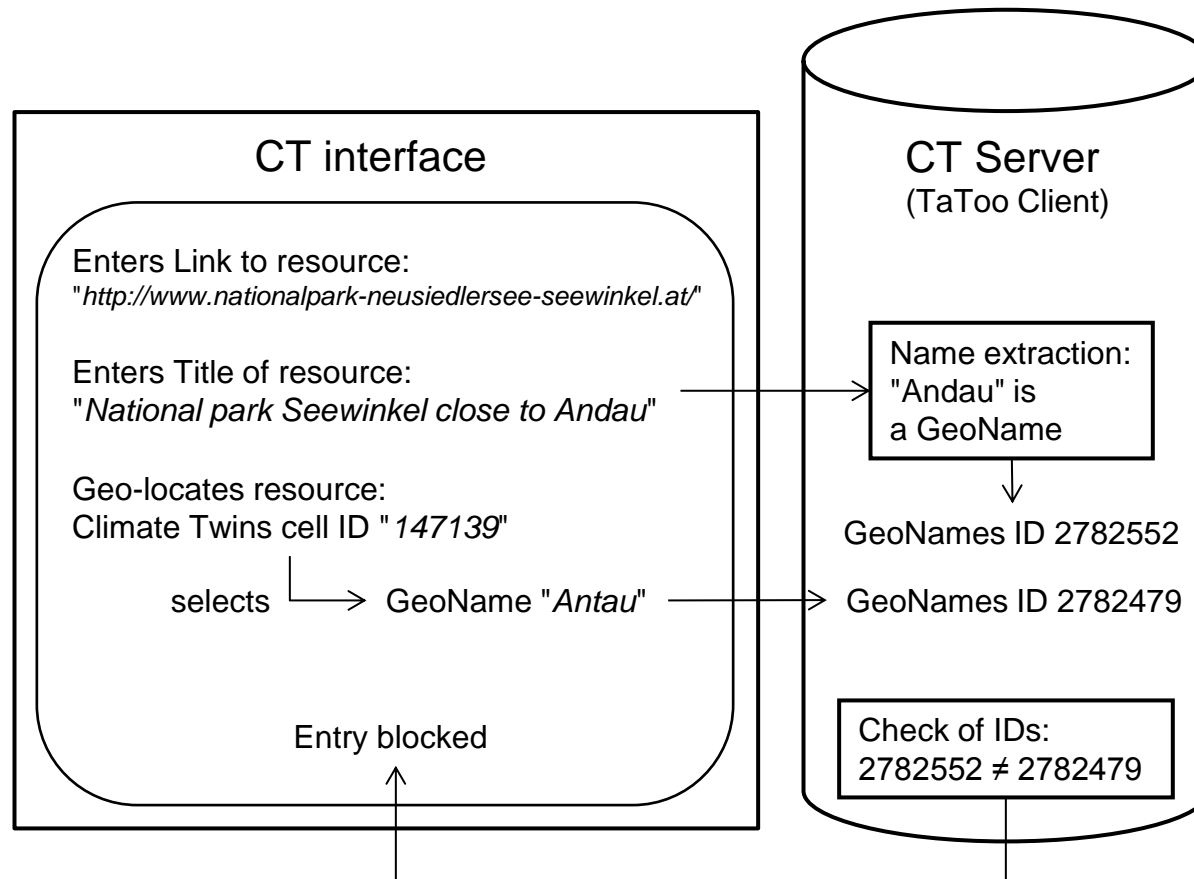 CT interface
Enters Link to resource:
"http://www.nationalpark-neusiedlersee-seewinkel.at/"
Enters Title of resource:
"National park Seewinkel close to Andau"
Geo-locates resource:
Climate Twins cell ID "147139"
selects
GeoName "Antau"
Entry blocked
CT Server
(TaToo Client)
Name extraction:
"Andau" is
a GeoName
GeoNames ID 2782552
GeoNames ID 2782479
Check of IDs:
2782552 ≠ 2782479